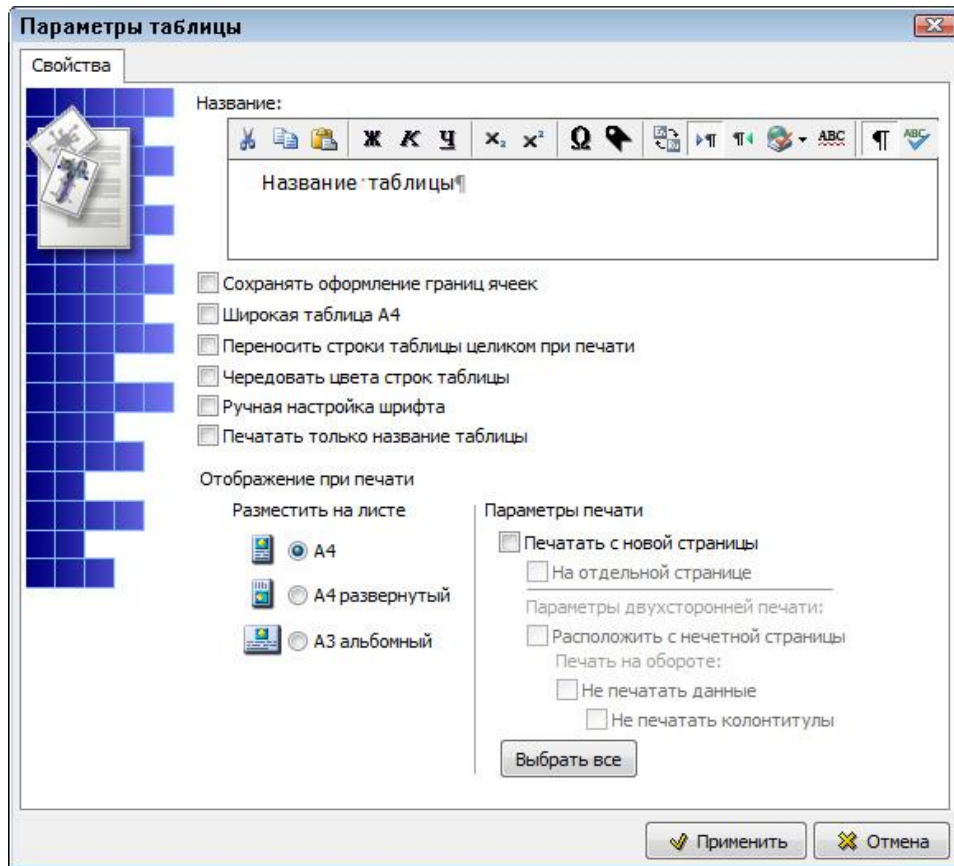 Параметры таблицы
Свойства
Название:
Ж К Ч X₂ x² Ω ¶ ¶ ABC ¶ ABC
Название·таблицы¶
Сохранять оформление границ ячеек
Широкая таблица А4
Переносить строки таблицы целиком при печати
Чередовать цвета строк таблицы
Ручная настройка шрифта
Печатать только название таблицы
Отображение при печати
Разместить на листе
А4
А4 развернутый
А3 альбомный
Параметры печати
Печатать с новой страницы
На отдельной странице
Параметры двухсторонней печати:
Расположить с нечетной страницы
Печать на обороте:
Не печатать данные
Не печатать колонтитулы
Выбрать все
Применить
Отмена